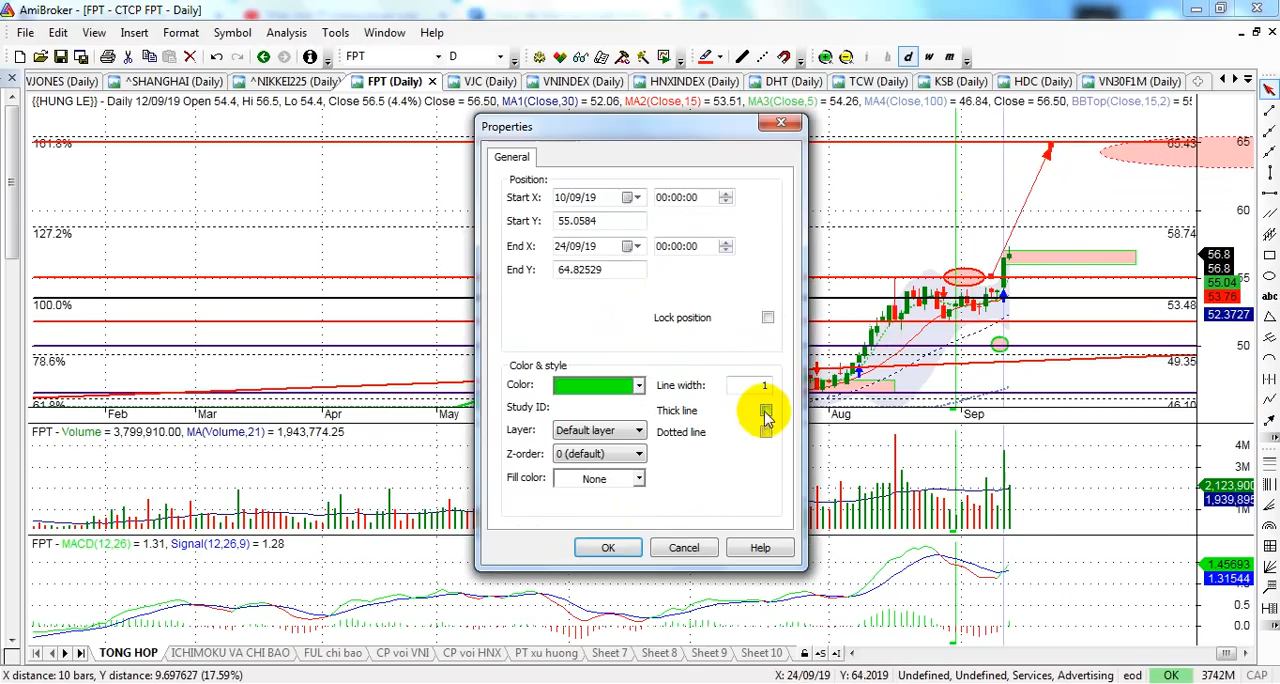 AmiBroker - [FPT - CTCP FPT - Daily]
File Edit View Insert Format Symbol Analysis Tools Window Help
FPT D i h d w m
VJONES (Daily) ^SHANGHAI (Daily) ^NIKKEI225 (Daily) FPT (Daily) VJC (Daily) VNINDEX (Daily) HNXINDEX (Daily) DHT (Daily) TCW (Daily) KSB (Daily) HDC (Daily) VN30F1M (Daily)
{{HUNG LE}} - Daily 12/09/19 Open 54.4, Hi 56.5, Lo 54.4, Close 56.5 (4.4%) Close = 56.50, MA1(Close,30) = 52.06, MA2(Close,15) = 53.51, MA3(Close,5) = 54.26, MA4(Close,100) = 46.84, Close = 56.50, BBTop(Close,15,2) = 5
Properties
General
Position:
Start X: 10/09/19 00:00:00
Start Y: 55.0584
End X: 24/09/19 00:00:00
End Y: 64.82529
Lock position
Color & style
Color: Line width: 1
Study ID: Thick line
Layer: Default layer Dotted line
Z-order: 0 (default)
Fill color: None
OK Cancel Help
161.8% 65.43 65
60
127.2% 58.74
56.8
56.8
55
55.04
53.76
100.0% 53.48
52.3727
50
78.6% 49.35
61.8% 46.10
Feb Mar Apr May Aug Sep
abc
FPT - Volume = 3,799,910.00, MA(Volume,21) = 1,943,774.25
4M
3M
2,123,900
1,939,895
1M
FPT - MACD(12,26) = 1.31, Signal(12,26,9) = 1.28
1.45693
1.31544
0.5
0.0
TONG HOP ICHIMOKU VA CHI BAO FUL chi bao CP voi VNI CP voi HNX PT xu huong Sheet 7 Sheet 8 Sheet 9 Sheet 10
X distance: 10 bars, Y distance: 9.697627 (17.59%) X: 24/09/19 Y: 64.2019 Undefined, Undefined, Services, Advertising eod OK 3742M CAP